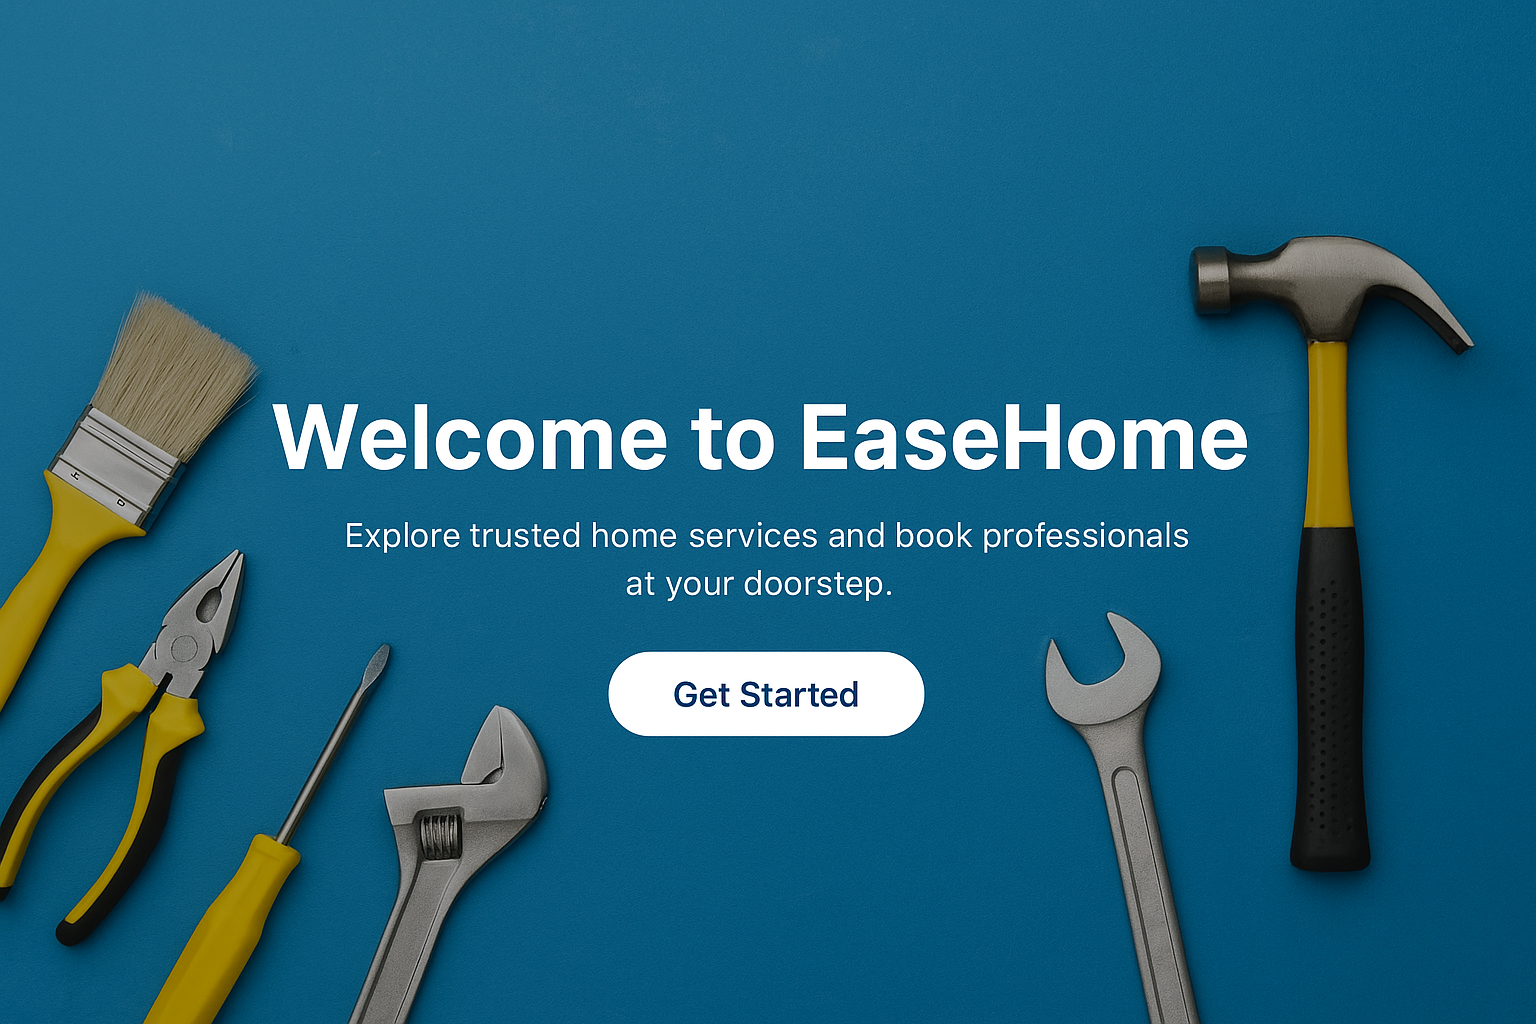 Welcome to EaseHome
Explore trusted home services and book professionals
at your doorstep.
Get Started